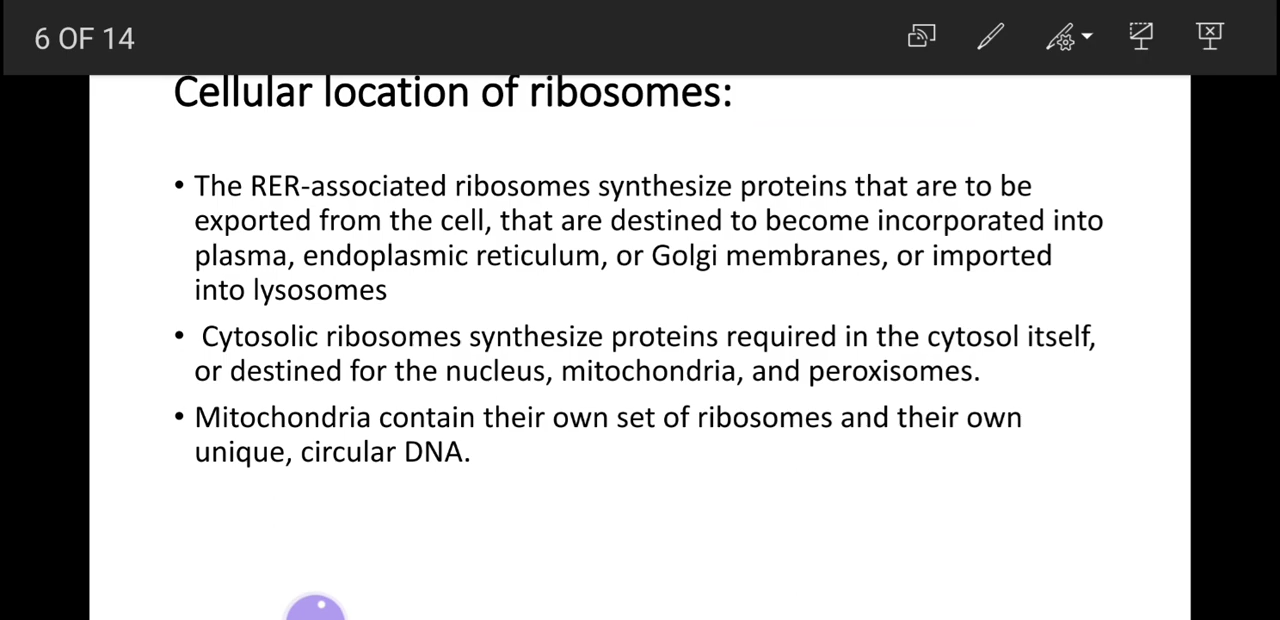 6 OF 14
Cellular location of ribosomes:
• The RER-associated ribosomes synthesize proteins that are to be
exported from the cell, that are destined to become incorporated into
plasma, endoplasmic reticulum, or Golgi membranes, or imported
into lysosomes
• Cytosolic ribosomes synthesize proteins required in the cytosol itself,
or destined for the nucleus, mitochondria, and peroxisomes.
• Mitochondria contain their own set of ribosomes and their own
unique, circular DNA.